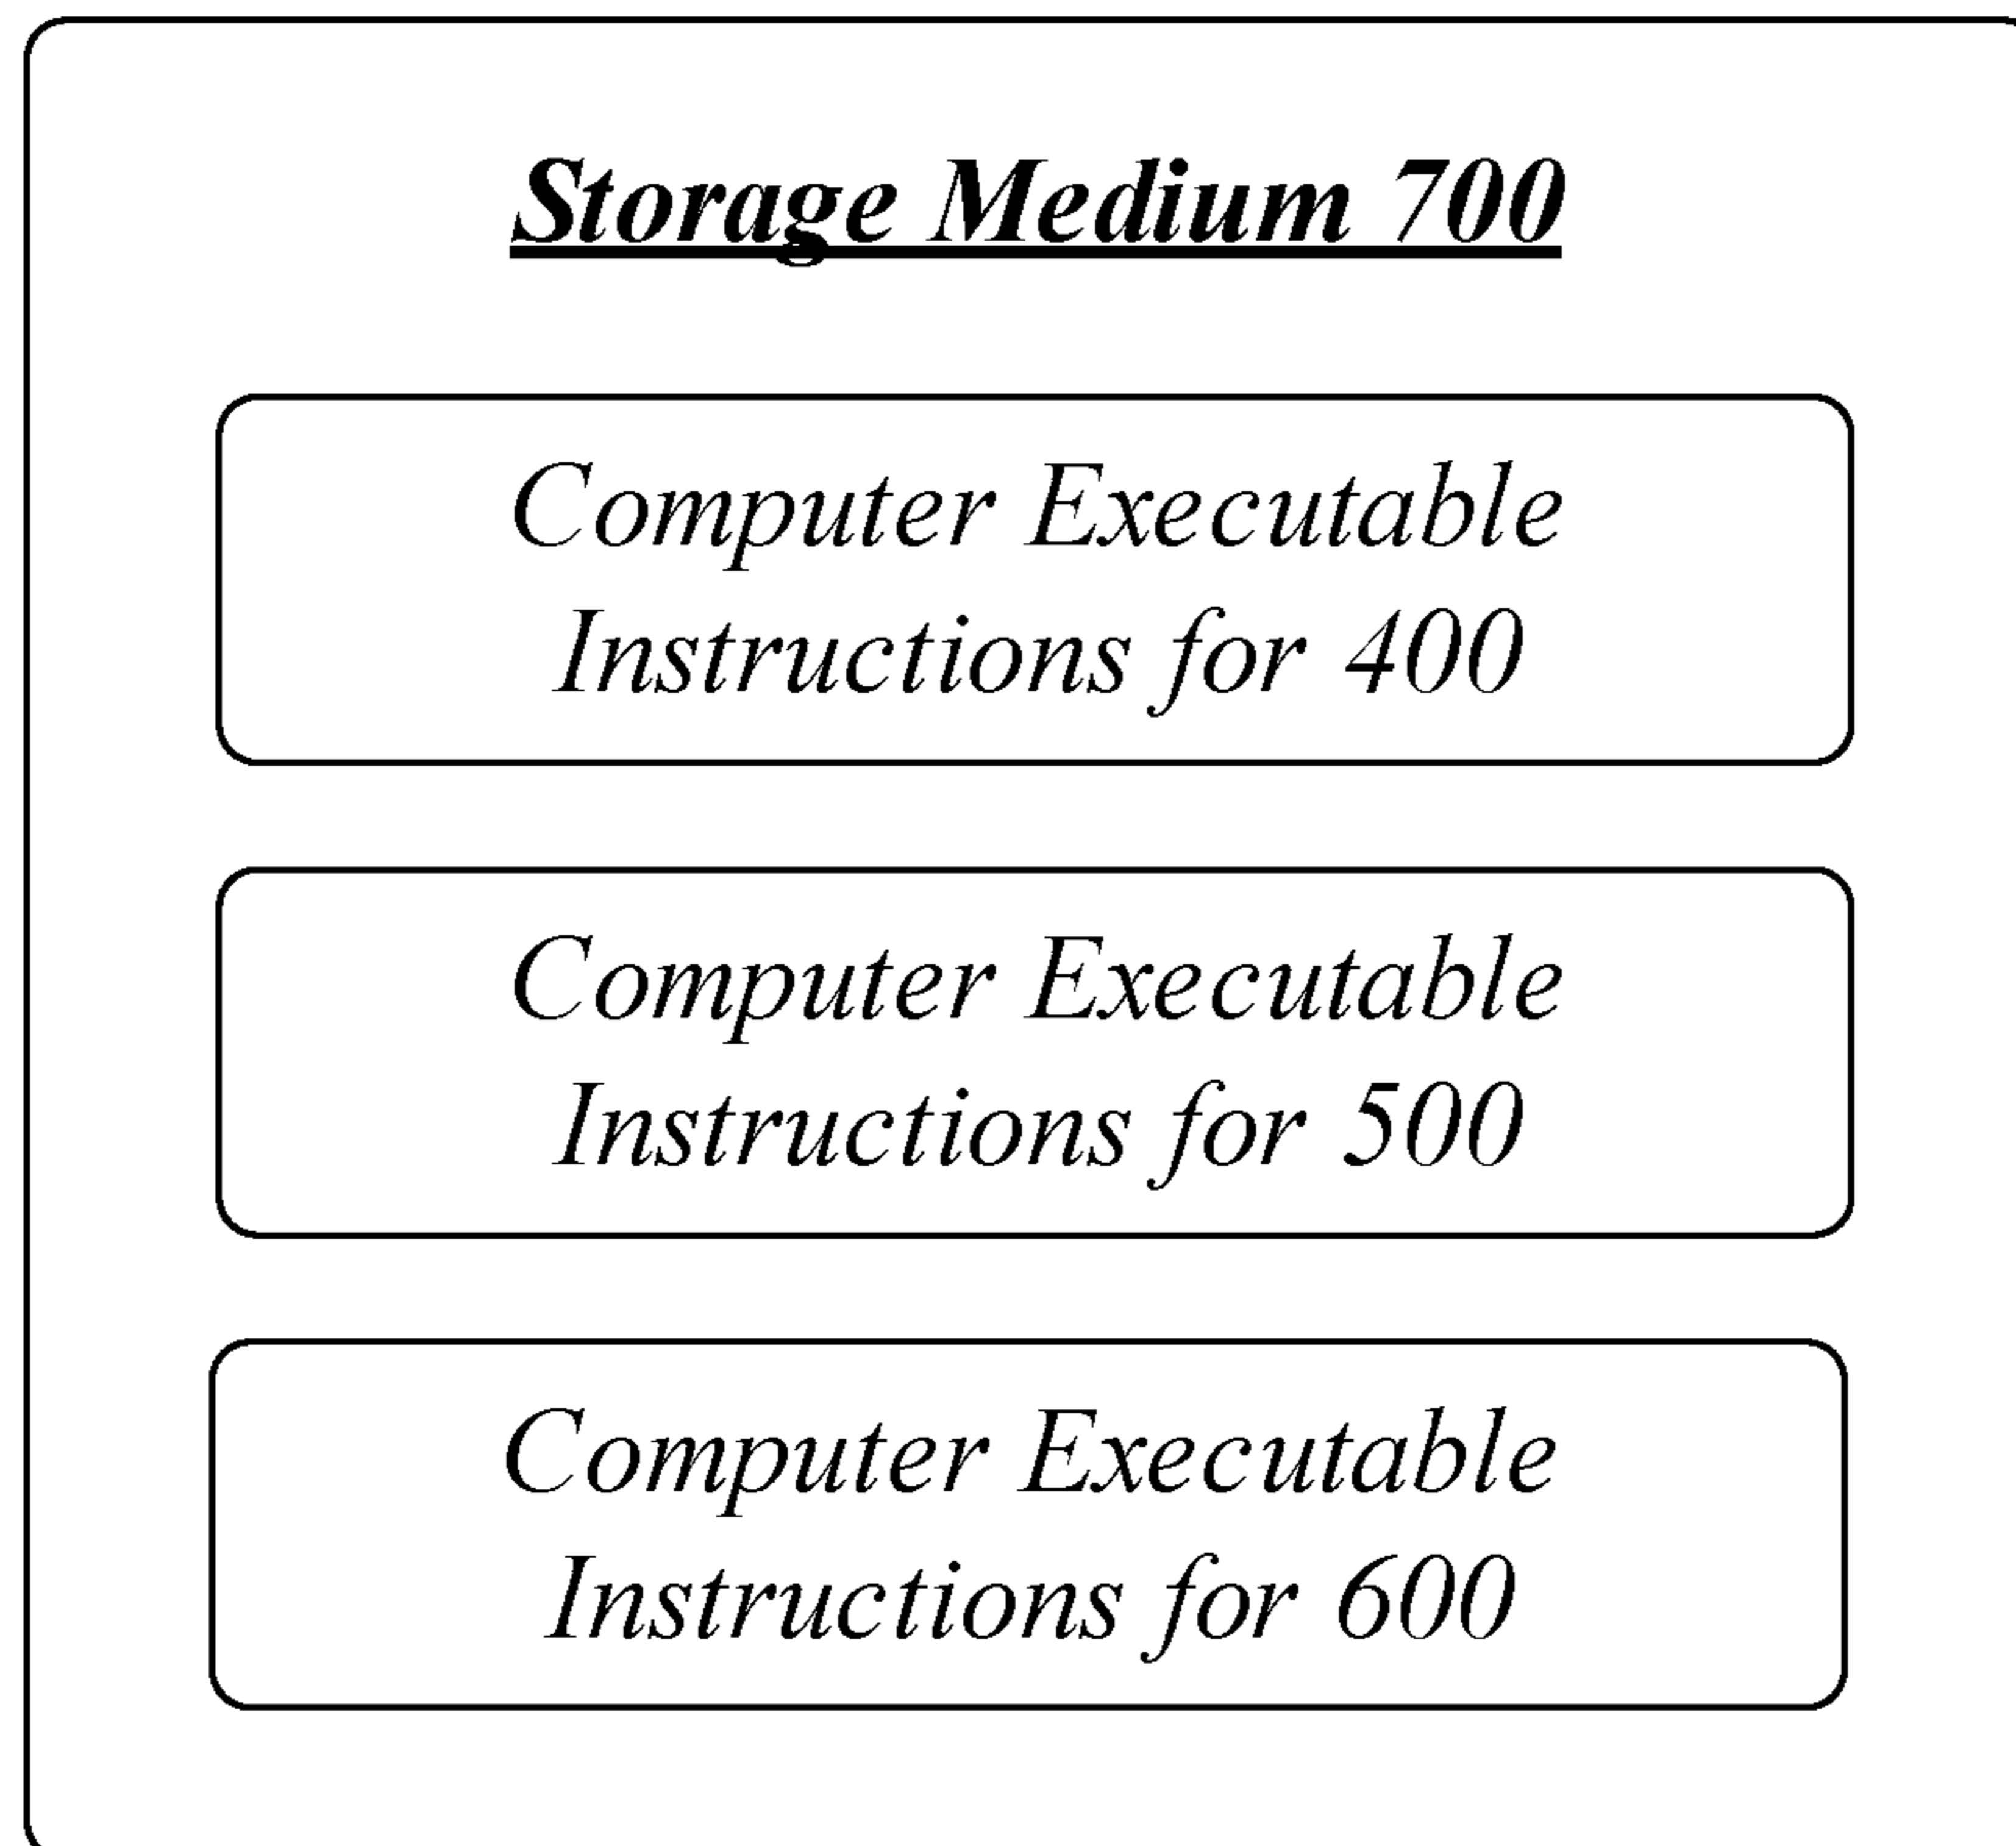 Storage Medium 700
Computer Executable
Instructions for 400
Computer Executable
Instructions for 500
Computer Executable
Instructions for 600